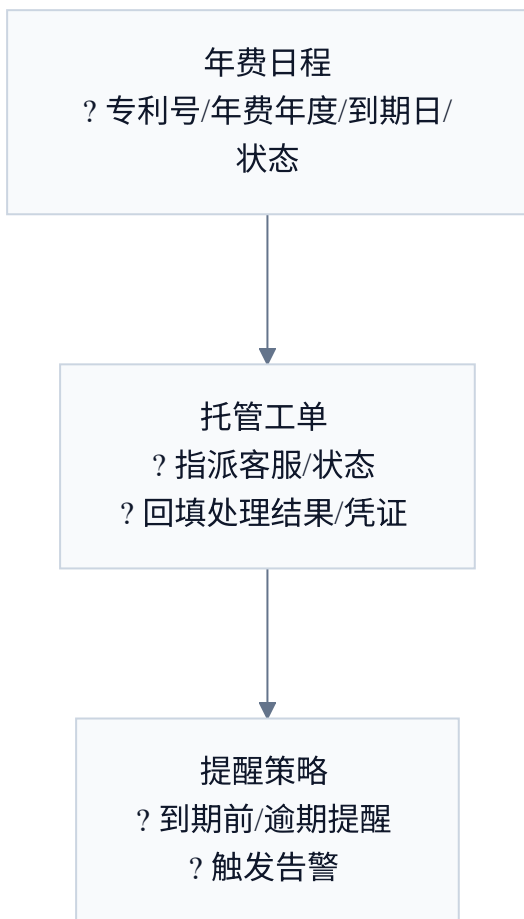 年费日程
? 专利号/年费年度/到期日/
状态
托管工单
? 指派客服/状态
? 回填处理结果/凭证
提醒策略
? 到期前/逾期提醒
? 触发告警